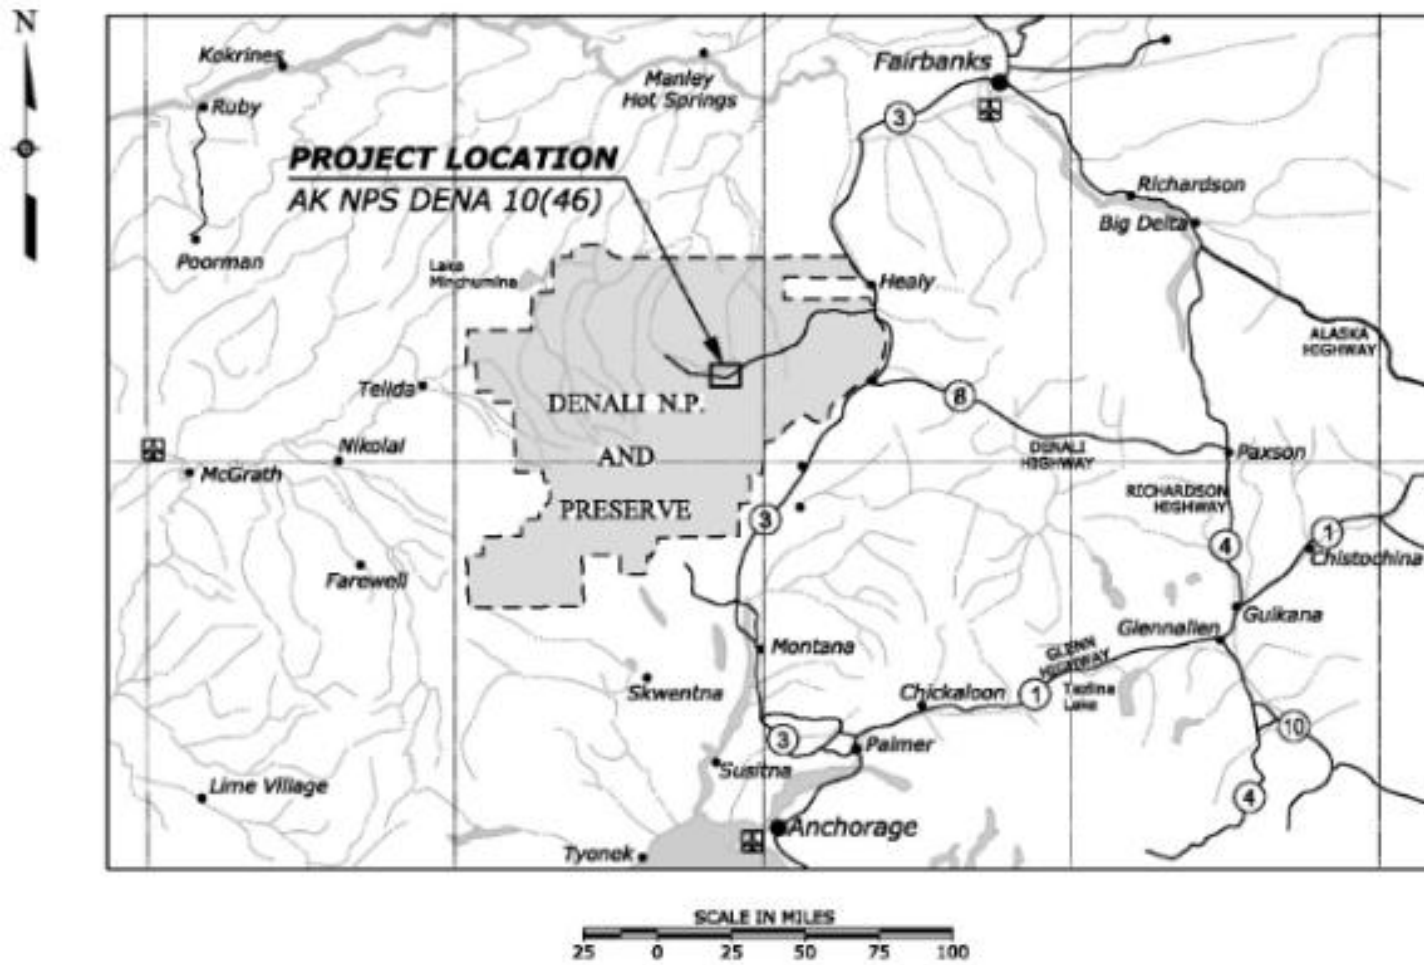 N
Kokrines
Ruby
Manley
Hot Springs
Fairbanks
3
PROJECT LOCATION
AK NPS DENA 10(46)
Richardson
Big Delta
Poorman
Lake
Minchumina
Healy
ALASKA
HIGHWAY
Telida
DENALI N.P.
AND
PRESERVE
8
DENALI
HIGHWAY
Paxson
Nikolai
McGrath
RICHARDSON
HIGHWAY
3
4
1
Chistochina
Farewell
Gulkana
Glennallen
Montana
GLENN
HIGHWAY
Skwentna
Chickaloon
1
Tazlina
Lake
10
3
Palmer
Susitna
Lime Village
4
Anchorage
Tyonek
SCALE IN MILES
25 0 25 50 75 100